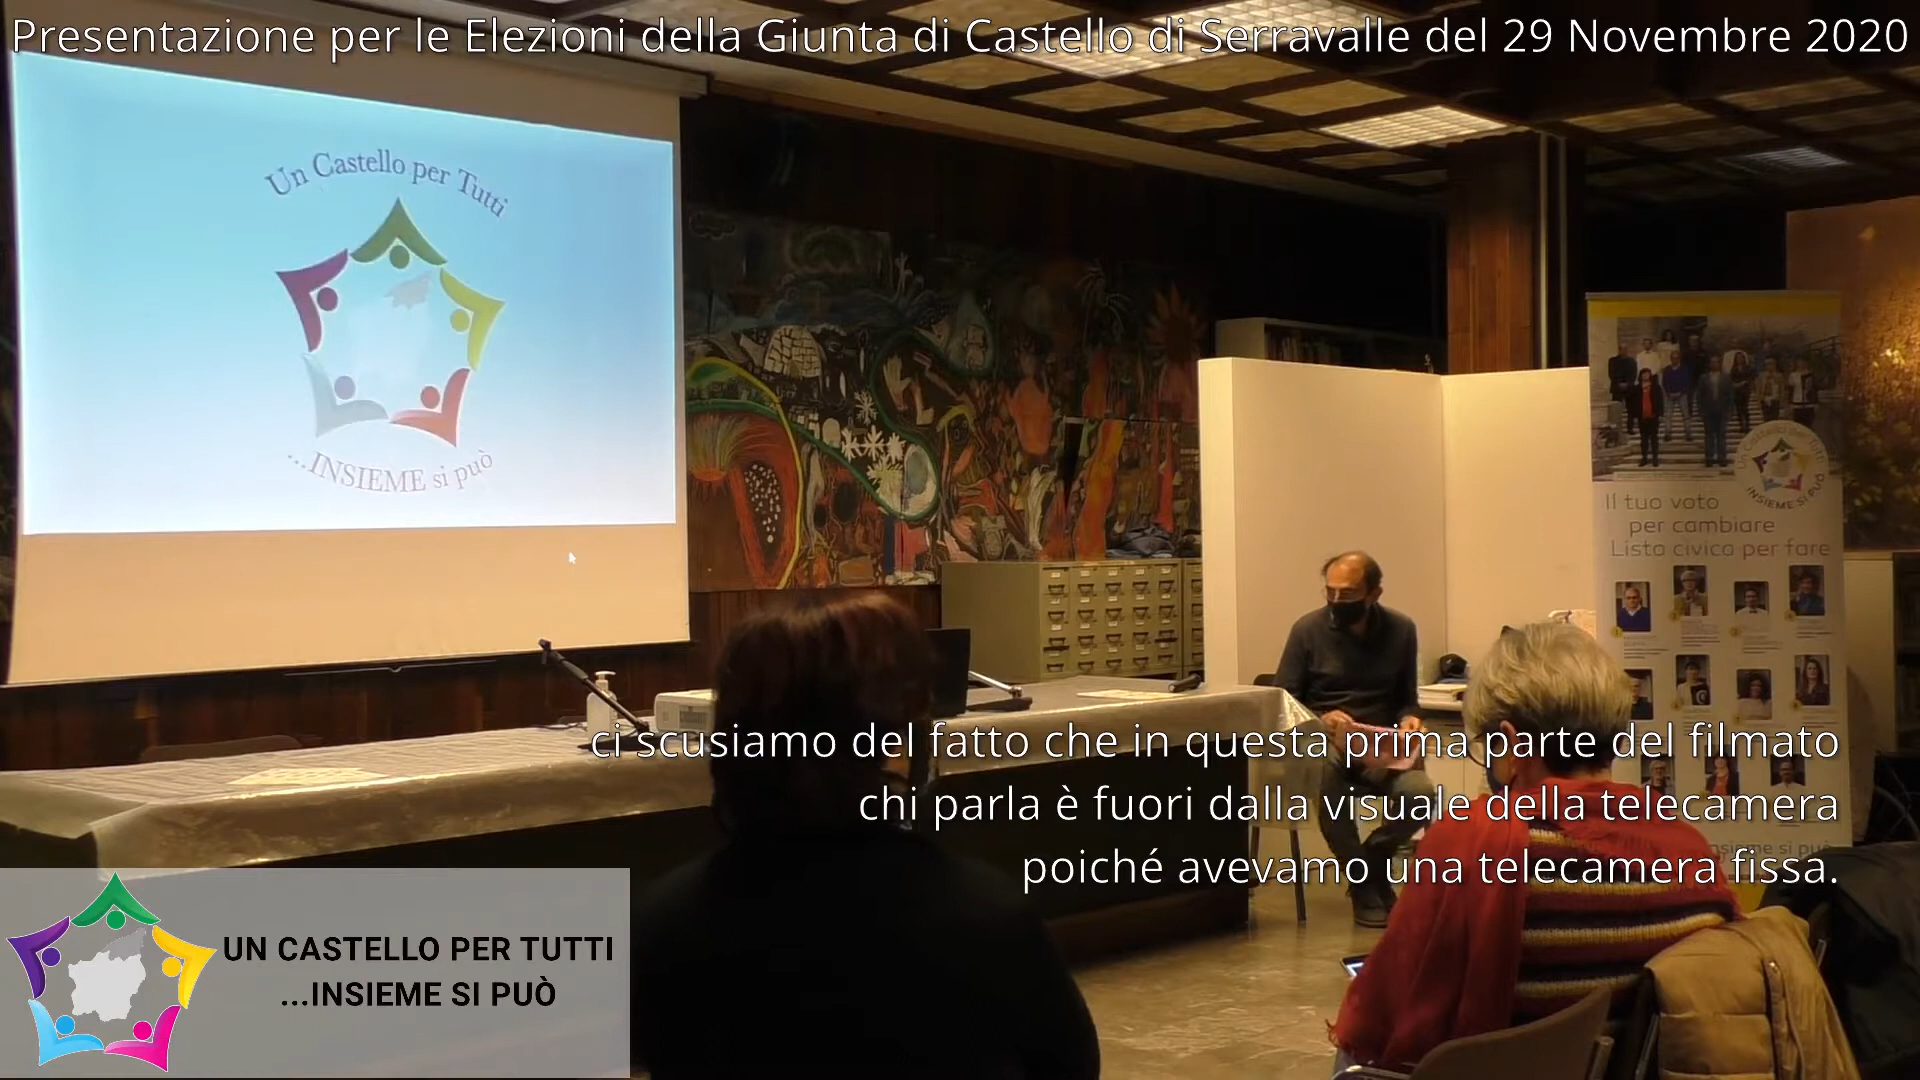 Presentazione per le Elezioni della Giunta di Castello di Serravalle del 29 Novembre 2020
Un Castello per Tutti
...INSIEME si può
Il tuo voto
per cambiare
Lista civica per fare
ci scusiamo del fatto che in questa prima parte del filmato
chi parla è fuori dalla visuale della telecamera
poiché avevamo una telecamera fissa.
UN CASTELLO PER TUTTI
...INSIEME SI PUÒ